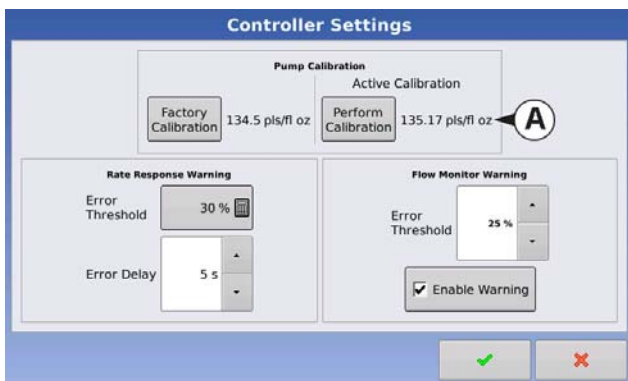 Controller Settings
Pump Calibration
Active Calibration
Factory Calibration
134.5 pls/fl oz
Perform Calibration
135.17 pls/fl oz
A
Rate Response Warning
Error Threshold
30 %
Error Delay
5 s
Flow Monitor Warning
Error Threshold
25 %
Enable Warning